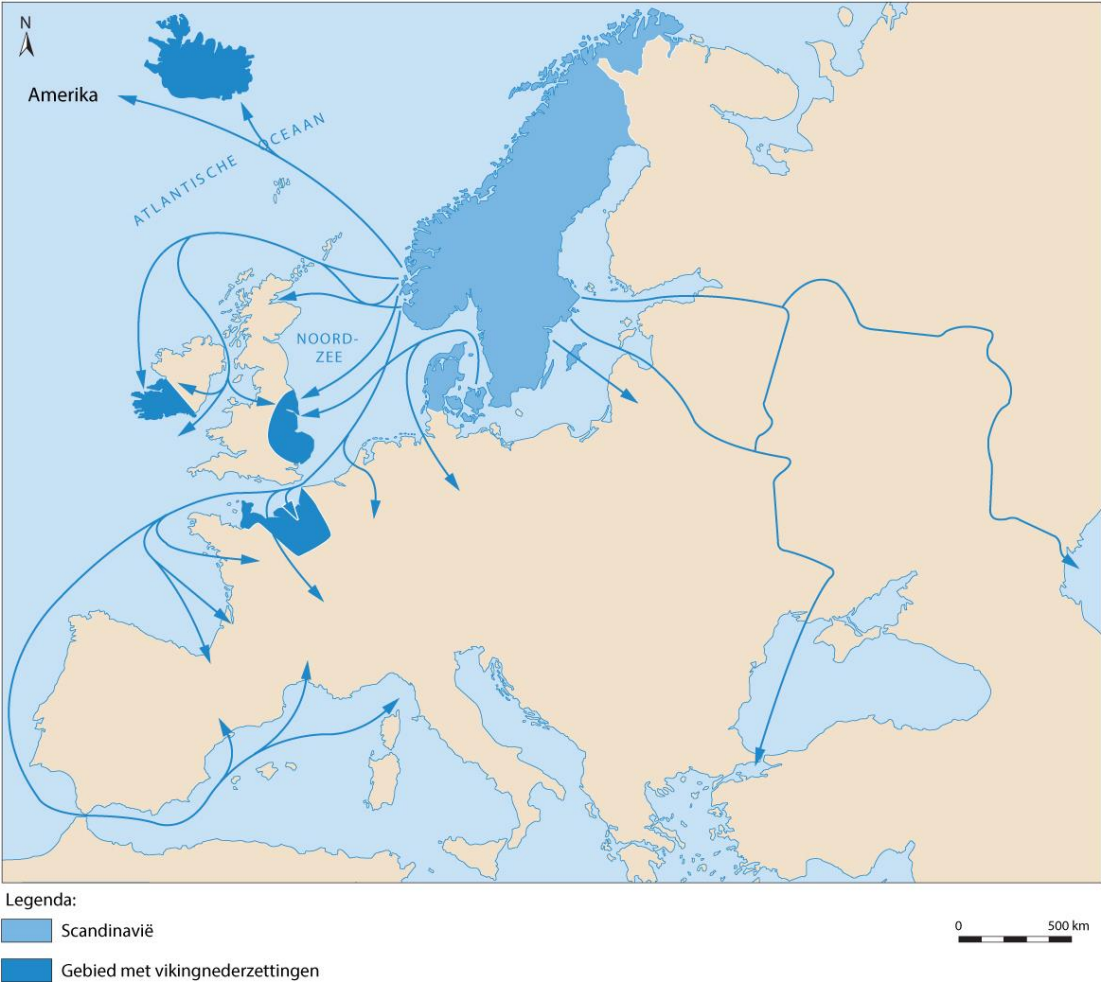 N
Amerika
ATLANTISCHE OCEAAN
NOORD-
ZEE
Legenda:
Scandinavië
Gebied met vikingnederzettingen
0 500 km